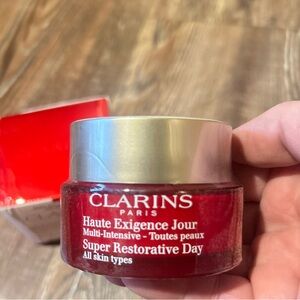 CLARINS
PARIS
Haute Exigence Jour
Multi-Intensive - Toutes peaux
Super Restorative Day
All skin types